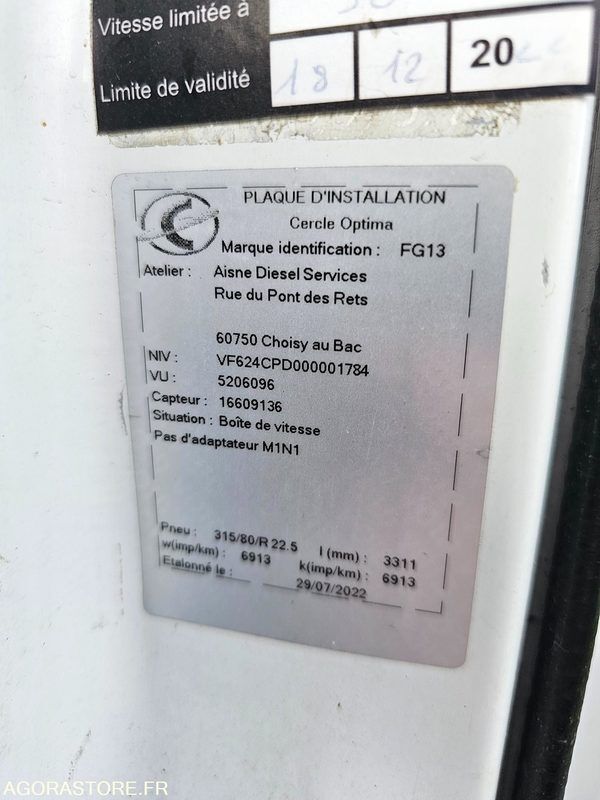 Vitesse limitée à
Limite de validité 18 12 20
PLAQUE D'INSTALLATION
Cercle Optima
Marque identification : FG13
Atelier : Aisne Diesel Services
Rue du Pont des Rets
60750 Choisy au Bac
NIV : VF624CPD000001784
VU : 5206096
Capteur : 16609136
Situation : Boîte de vitesse
Pas d'adaptateur M1N1
Pneu : 315/80/R 22.5 l (mm) : 3311
w(imp/km) : 6913 k(imp/km) : 6913
Etalonné le : 29/07/2022
AGORASTORE.FR